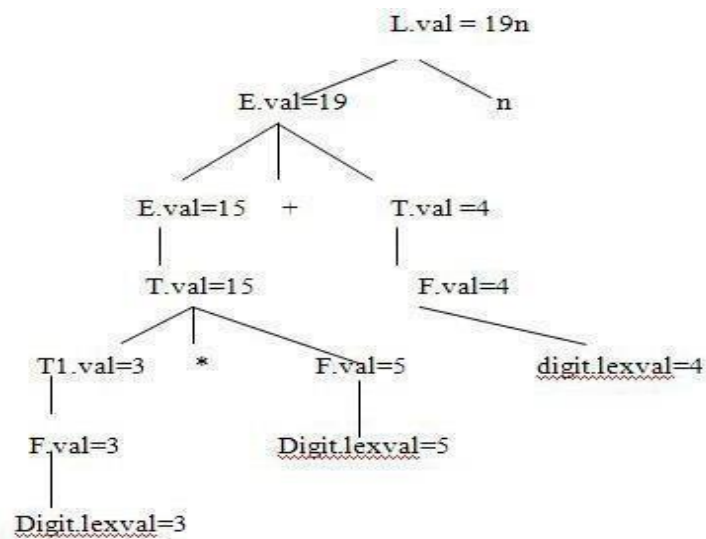 L.val = 19n
E.val=19 n
E.val=15 + T.val =4
T.val=15 F.val=4
T1.val=3 * F.val=5 digit.lexval=4
F.val=3 Digit.lexval=5
Digit.lexval=3